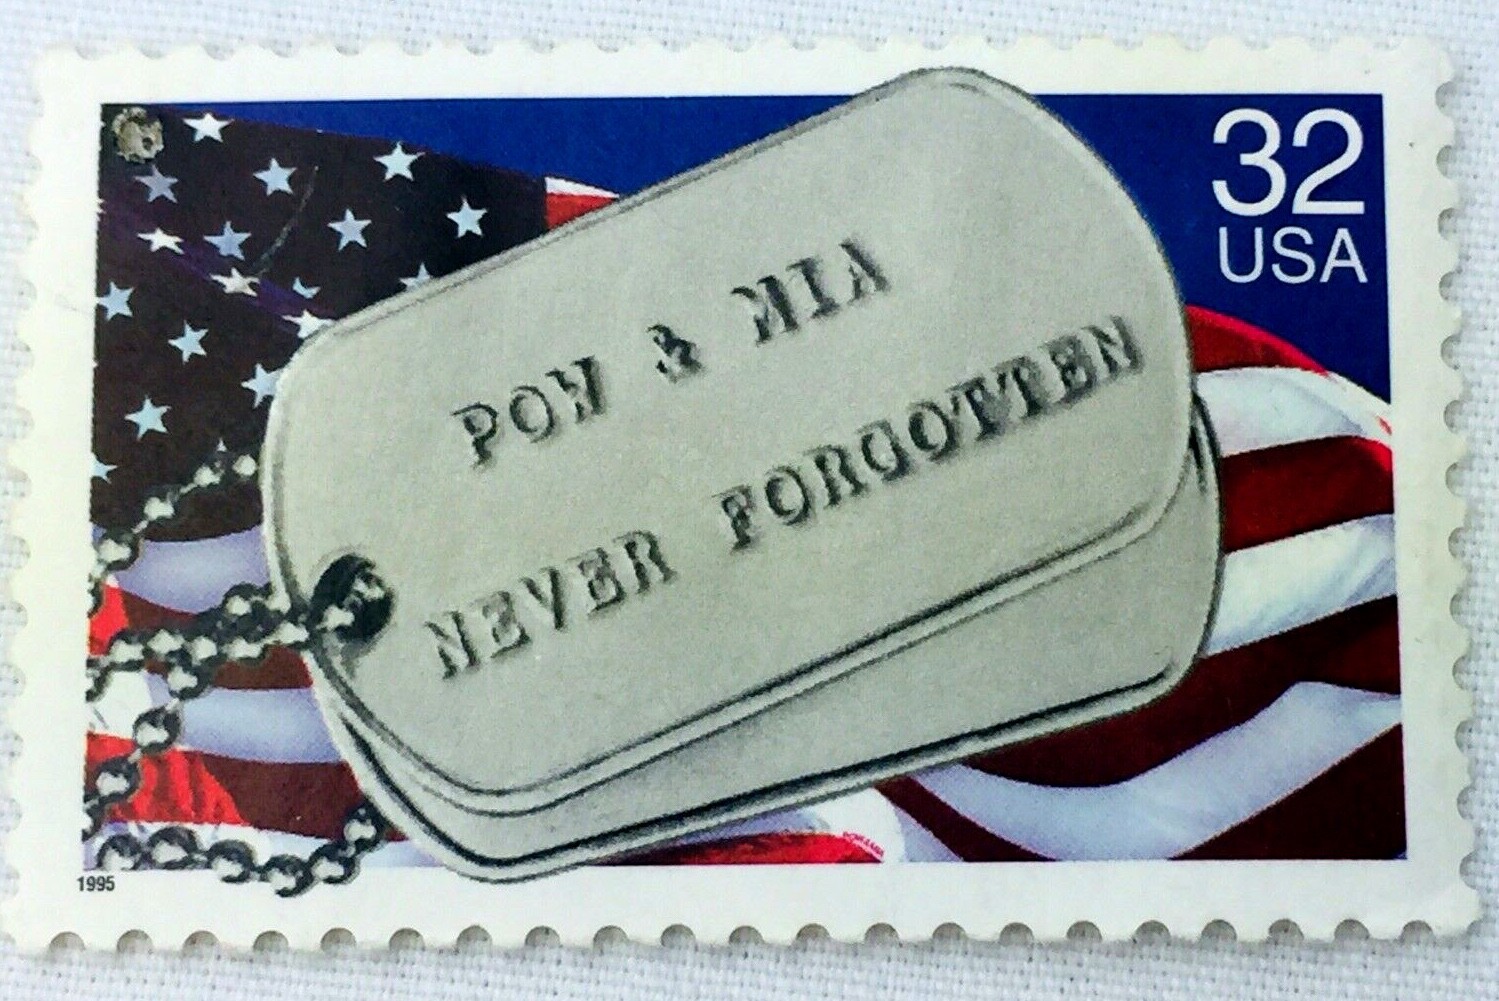 32
USA
POW & MIA
NEVER FORGOTTEN
1995